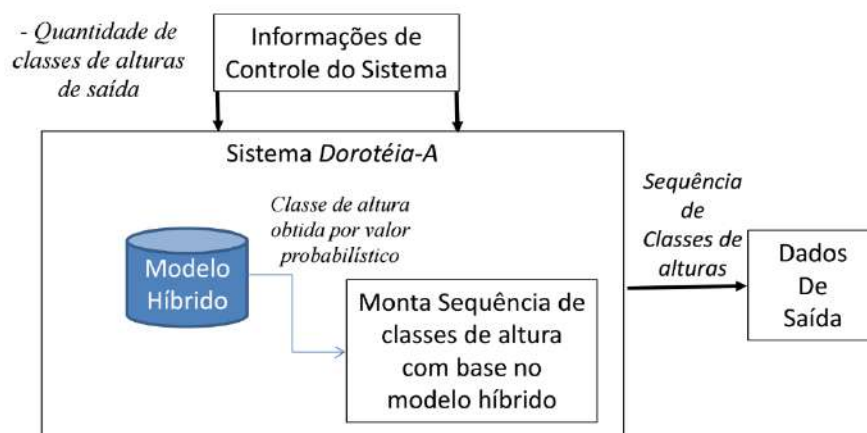 - Quantidade de
classes de alturas
de saída
Informações de
Controle do Sistema
Sistema Dorotéia-A
Classe de altura
obtida por valor
probabilístico
Modelo
Híbrido
Monta Sequência de
classes de altura
com base no
modelo híbrido
Sequência
de
Classes de
alturas
Dados
De
Saída